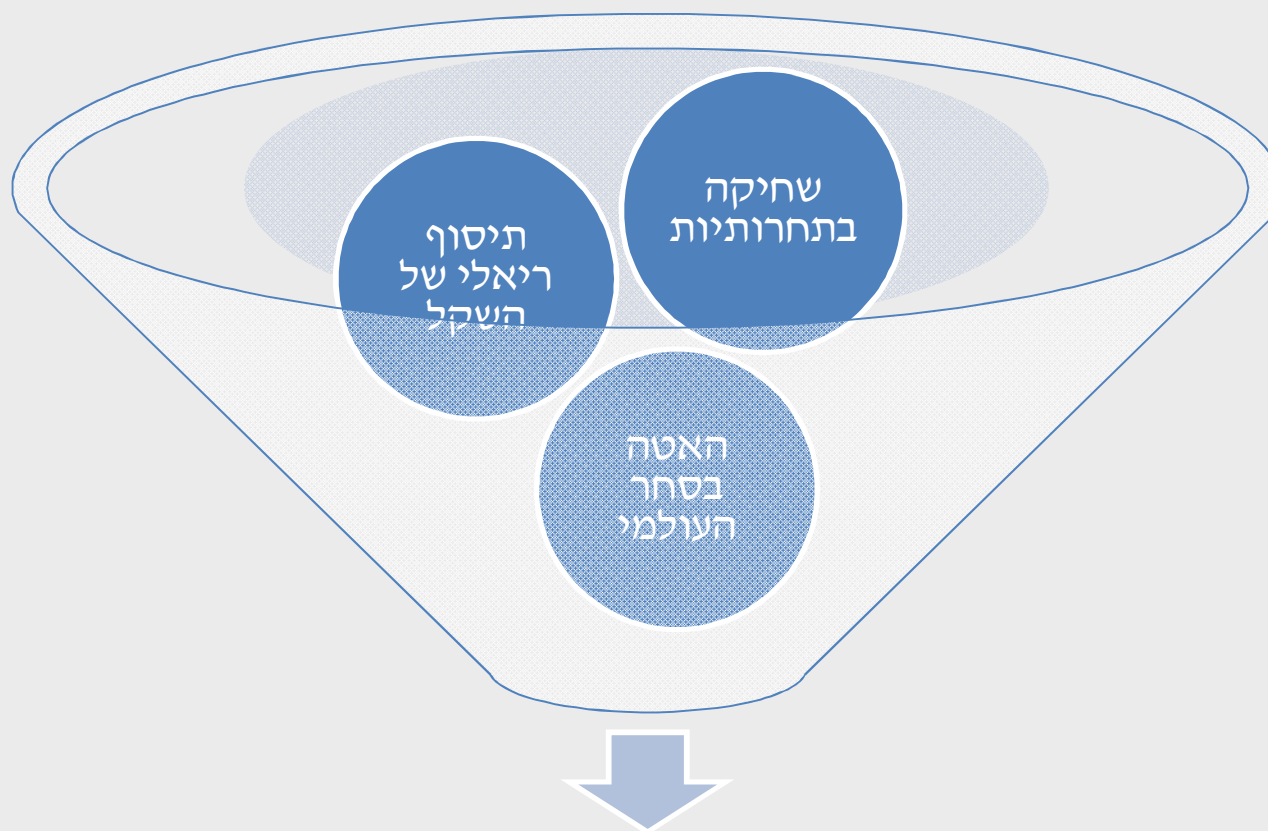 שחיקה
בתחרותיות
תיסוף
ריאלי של
השקל
האטה
בסחר
העולמי